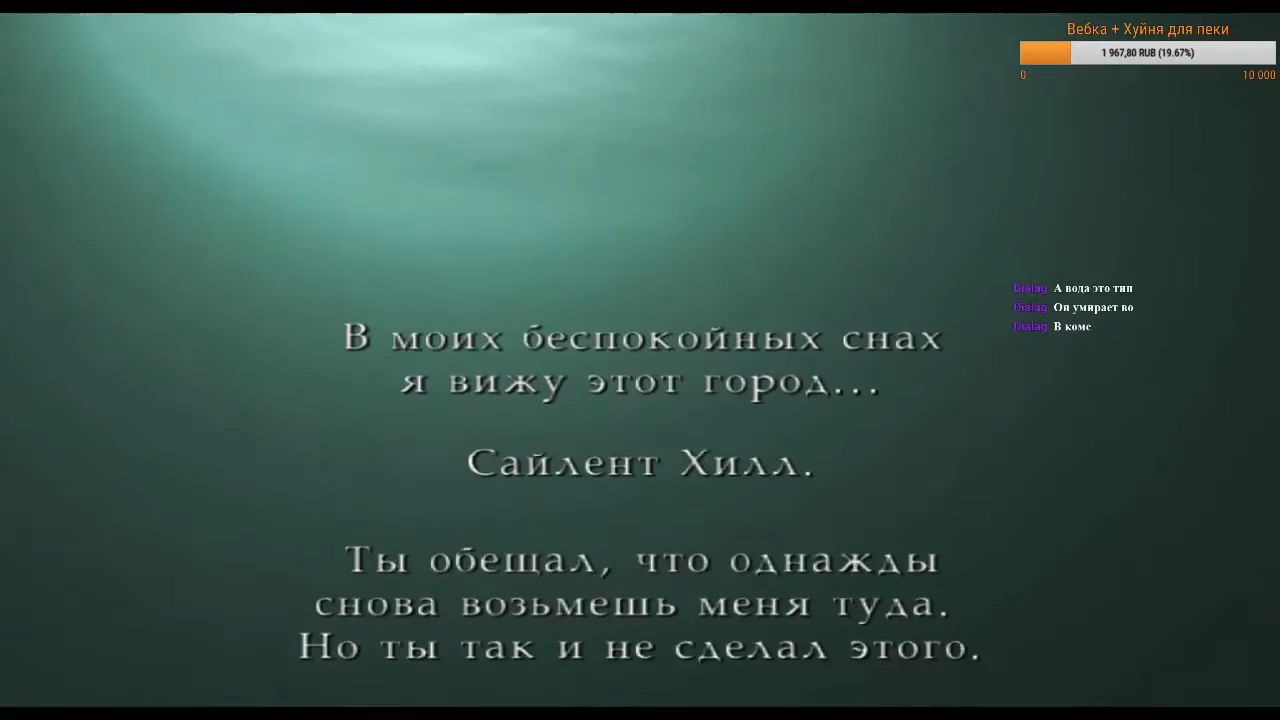 Вебка + Хуйня для пеки
1 967,80 RUB (19.67%)
0 10 000
Dialag А вода это тип
Dialag Он умирает во
Dialag В коме
В моих беспокойных снах
я вижу этот город...
Сайлент Хилл.
Ты обещал, что однажды
снова возьмешь меня туда.
Но ты так и не сделал этого.